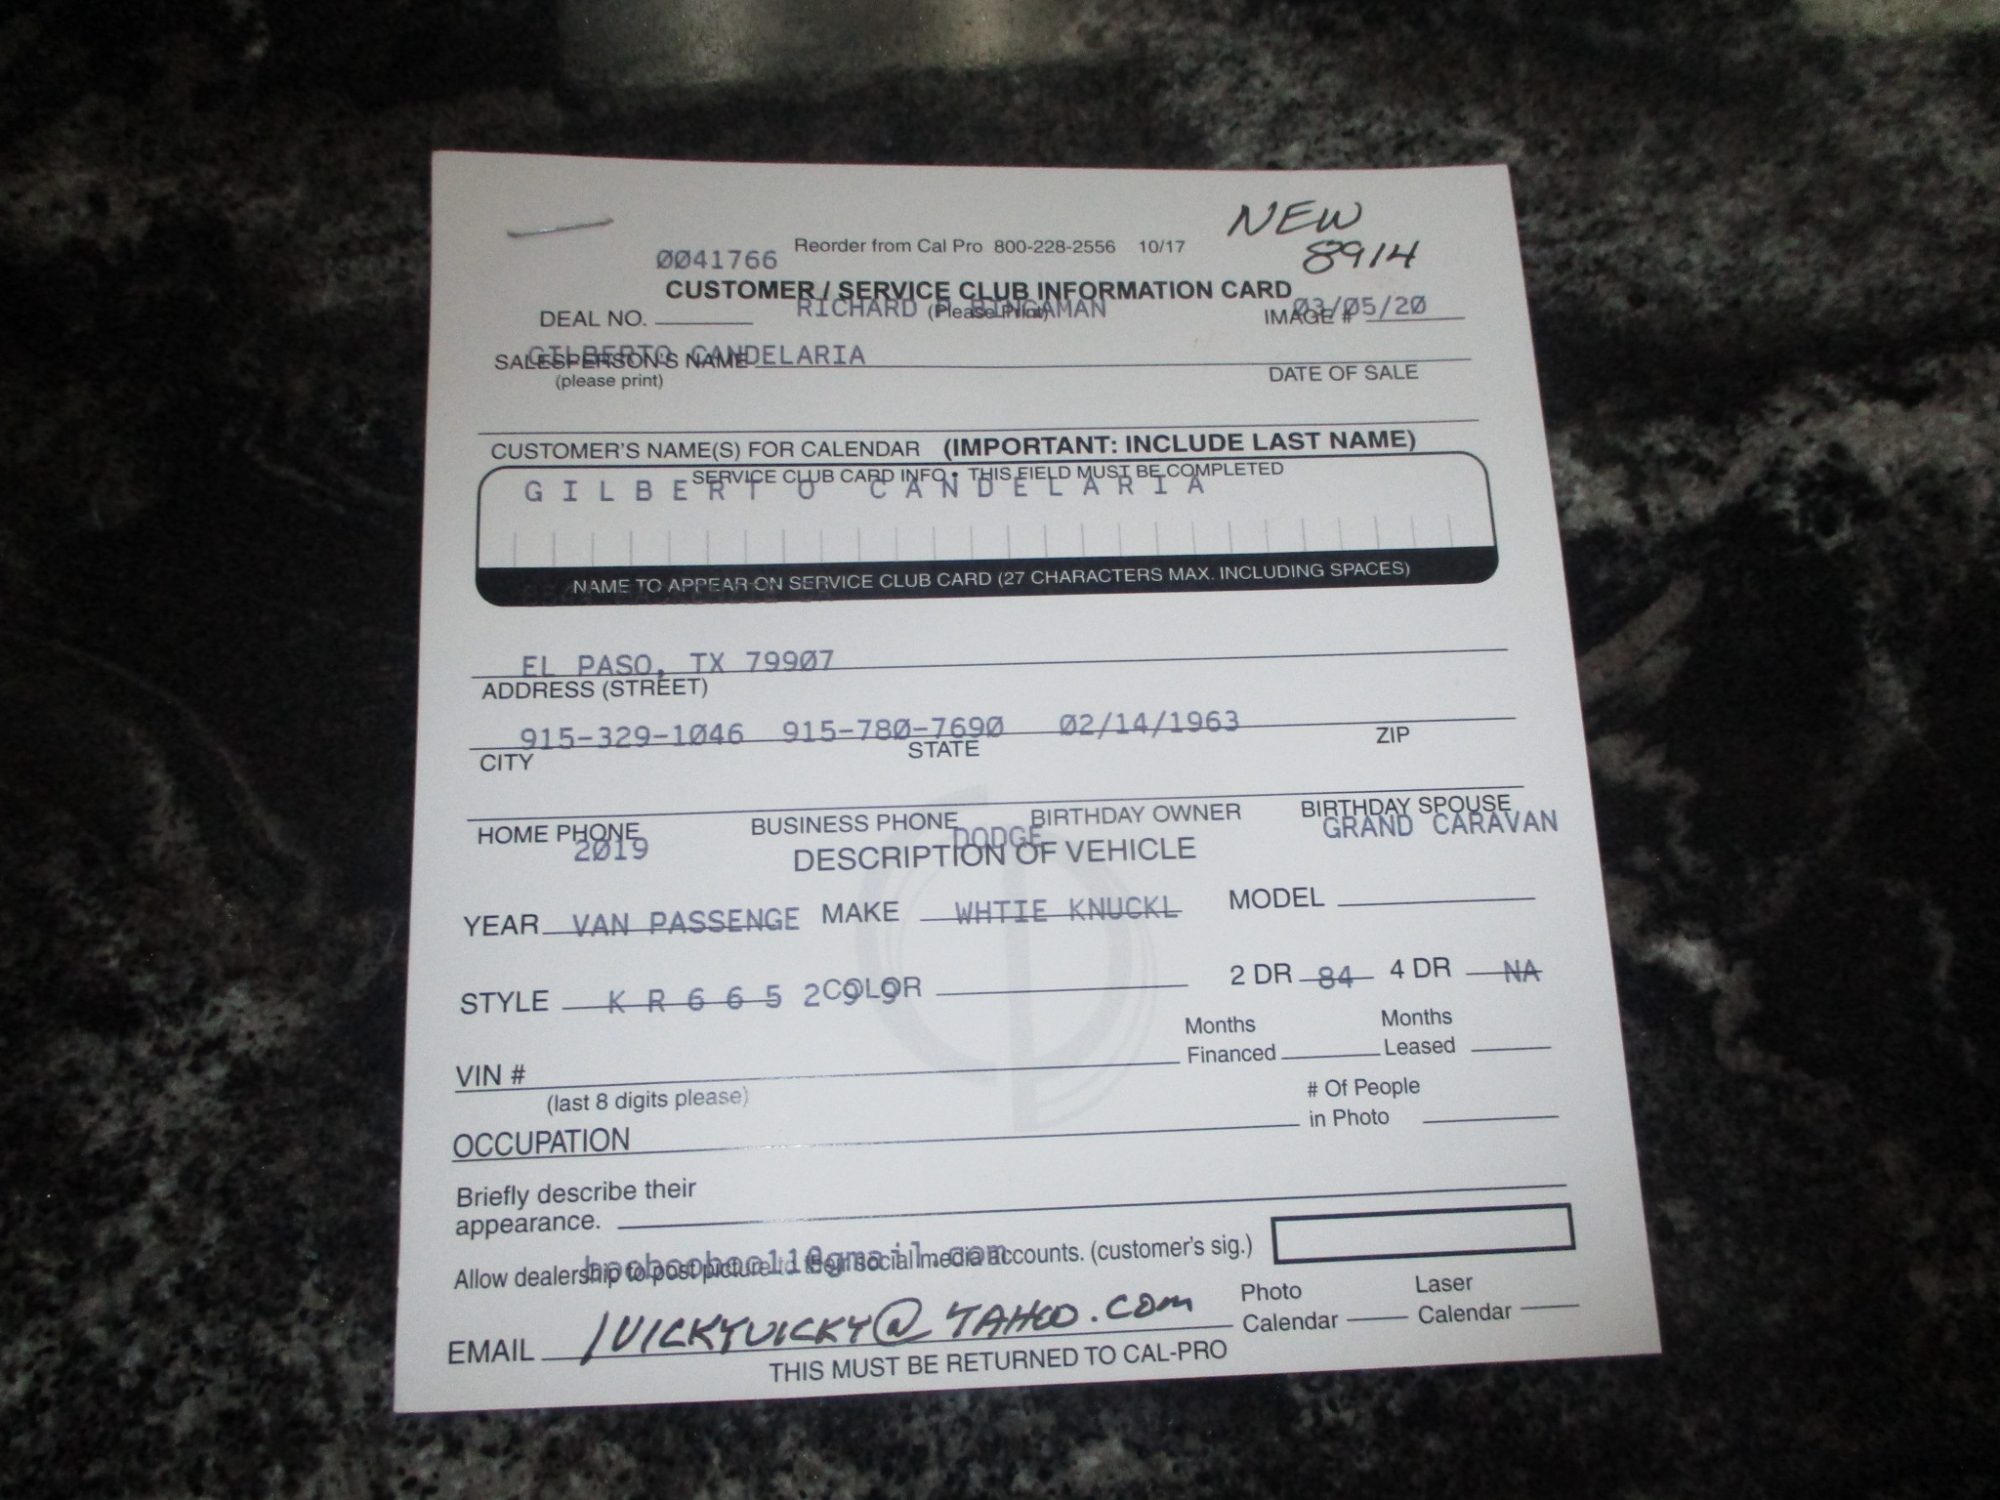 NEW
0041766 Reorder from Cal Pro 800-228-2556 10/17 8914
CUSTOMER / SERVICE CLUB INFORMATION CARD
RICHARD (Please Print) BINGAMAN 03/05/20
DEAL NO. IMAGE #
GILBERTO CANDELARIA
SALESPERSON'S NAME
(please print) DATE OF SALE
CUSTOMER'S NAME(S) FOR CALENDAR (IMPORTANT: INCLUDE LAST NAME)
SERVICE CLUB CARD INFO • THIS FIELD MUST BE COMPLETED
GILBERTO CANDELARIA
NAME TO APPEAR ON SERVICE CLUB CARD (27 CHARACTERS MAX. INCLUDING SPACES)
EL PASO, TX 79907
ADDRESS (STREET)
915-329-1046 915-780-7690 02/14/1963
CITY STATE ZIP
HOME PHONE BUSINESS PHONE BIRTHDAY OWNER BIRTHDAY SPOUSE
2019 DODGE GRAND CARAVAN
DESCRIPTION OF VEHICLE
YEAR VAN PASSENGE MAKE WHTIE KNUCKL MODEL
STYLE KR665299 COLOR 2 DR 84 4 DR NA
VIN # Months Financed Months Leased
(last 8 digits please)
OCCUPATION # Of People in Photo
Briefly describe their
appearance.
Allow dealership to post picture to their social media accounts. (customer's sig.)
EMAIL Photo Calendar Laser Calendar
THIS MUST BE RETURNED TO CAL-PRO